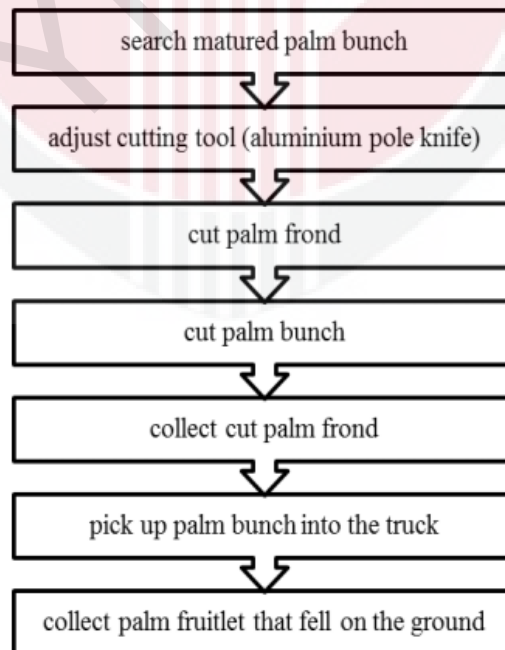 search matured palm bunch
adjust cutting tool (aluminium pole knife)
cut palm frond
cut palm bunch
collect cut palm frond
pick up palm bunch into the truck
collect palm fruitlet that fell on the ground